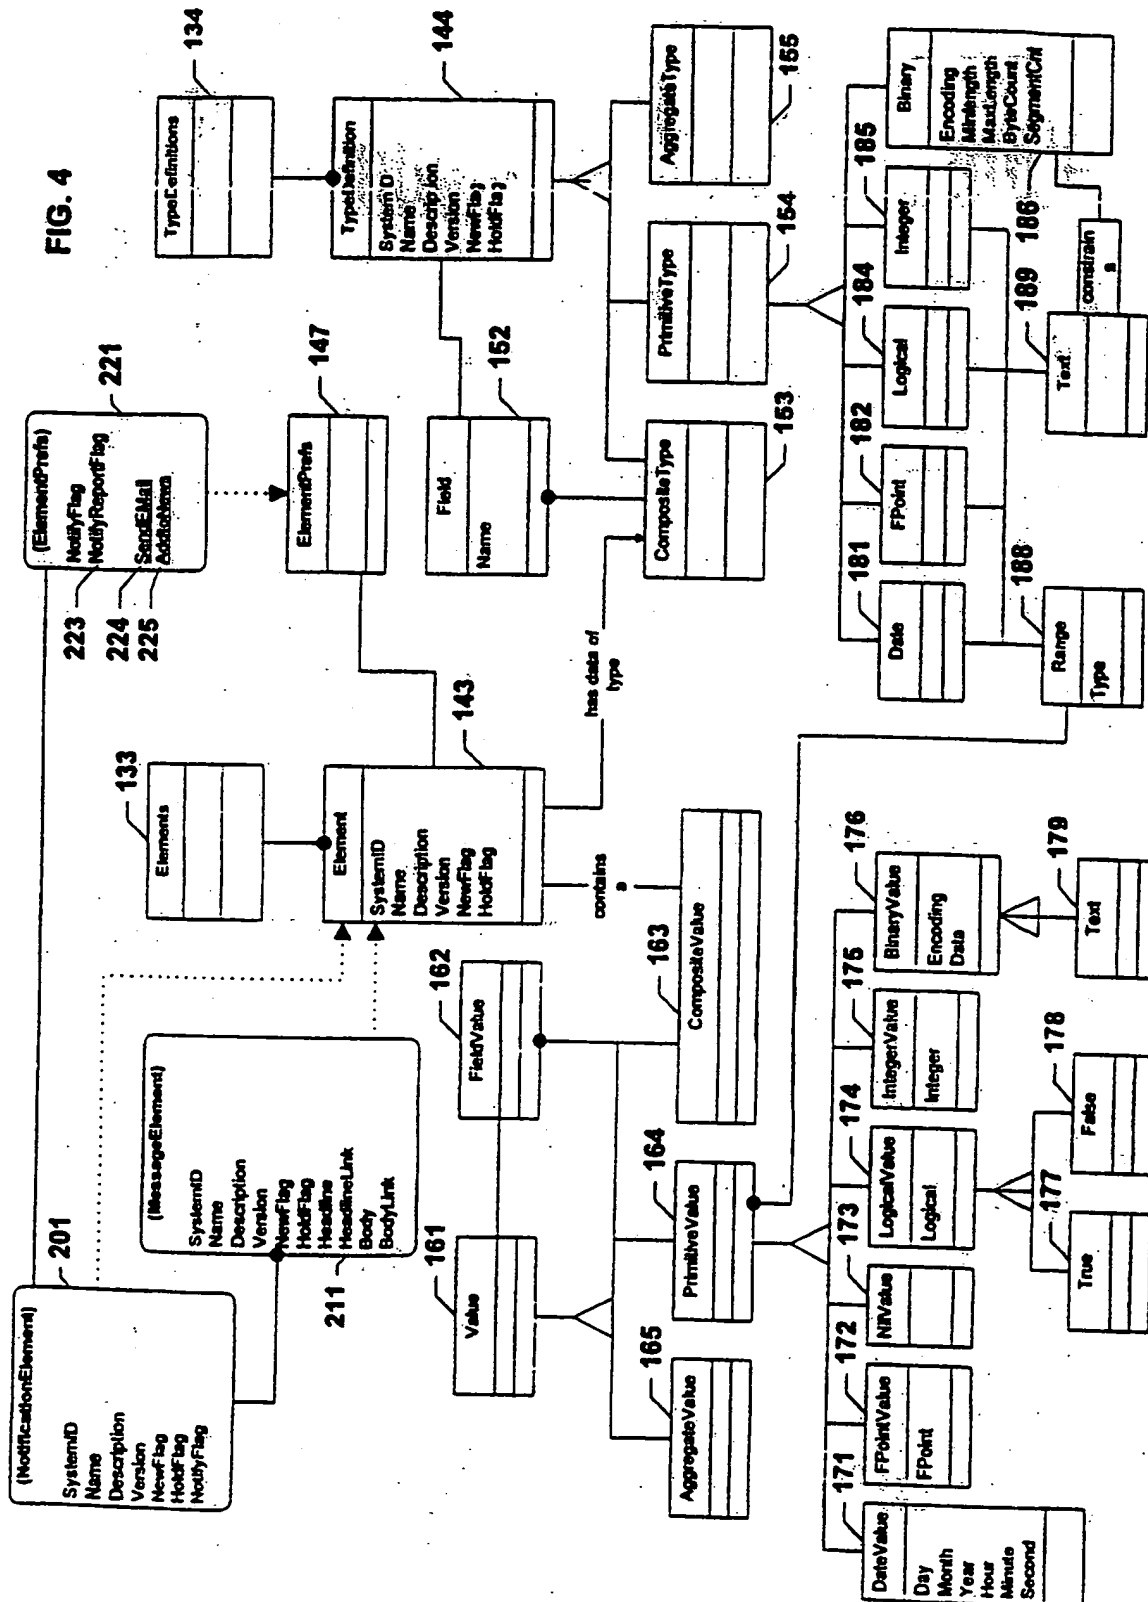 FIG. 4
(NotificationElement)
SystemID
Name
Description
Version
NewFlag
HoldFlag
NotifyFlag
201
(MessageElement)
SystemID
Name
Description
Version
NewFlag
HoldFlag
Headline
HeadlineLink
Body
BodyLink
211
Elements
133
Element
SystemID
Name
Description
Version
NewFlag
HoldFlag
143
(ElementPrefs)
NotifyFlag
NotifyReportFlag
SendEMail
AddtoNews
221
223
224
225
ElementPrefs
147
TypeDefinitions
134
TypeDefinition
SystemID
Name
Description
Version
NewFlag
HoldFlag
144
Field
Name
152
Value
161
FieldValue
162
contains
a
has data of
type
AggregateValue
165
PrimitiveValue
164
CompositeValue
163
CompositeType
153
PrimitiveType
154
AggregateType
155
DateValue
Day
Month
Year
Hour
Minute
Second
171
FPointValue
FPoint
172
NilValue
173
LogicalValue
Logical
174
IntegerValue
Integer
175
BinaryValue
Encoding
Data
176
True
177
False
178
Text
179
Date
181
FPoint
182
Logical
184
Integer
185
Binary
Encoding
Minlength
MaxLength
ByteCount
SegmentCnt
186
Range
Type
188
Text
189
constrain
s